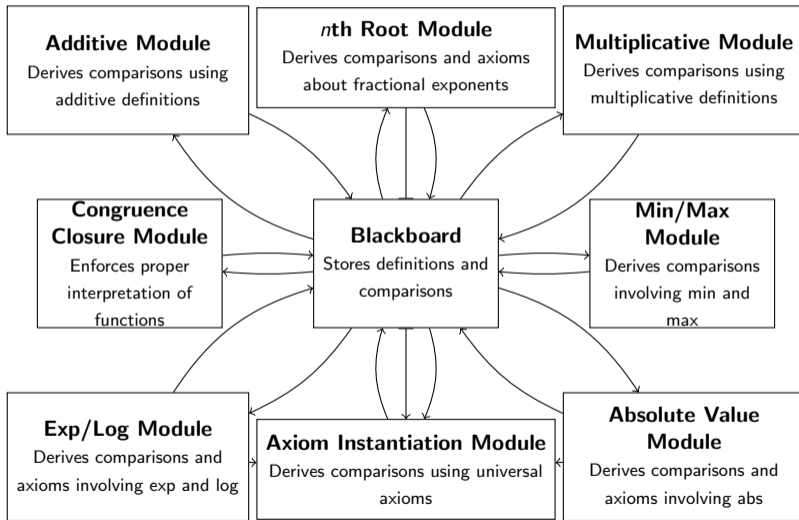 Additive Module
Derives comparisons using
additive definitions
nth Root Module
Derives comparisons and axioms
about fractional exponents
Multiplicative Module
Derives comparisons using
multiplicative definitions
Congruence
Closure Module
Enforces proper
interpretation of
functions
Blackboard
Stores definitions and
comparisons
Min/Max
Module
Derives comparisons
involving min and
max
Exp/Log Module
Derives comparisons and
axioms involving exp and log
Axiom Instantiation Module
Derives comparisons using universal
axioms
Absolute Value
Module
Derives comparisons and
axioms involving abs